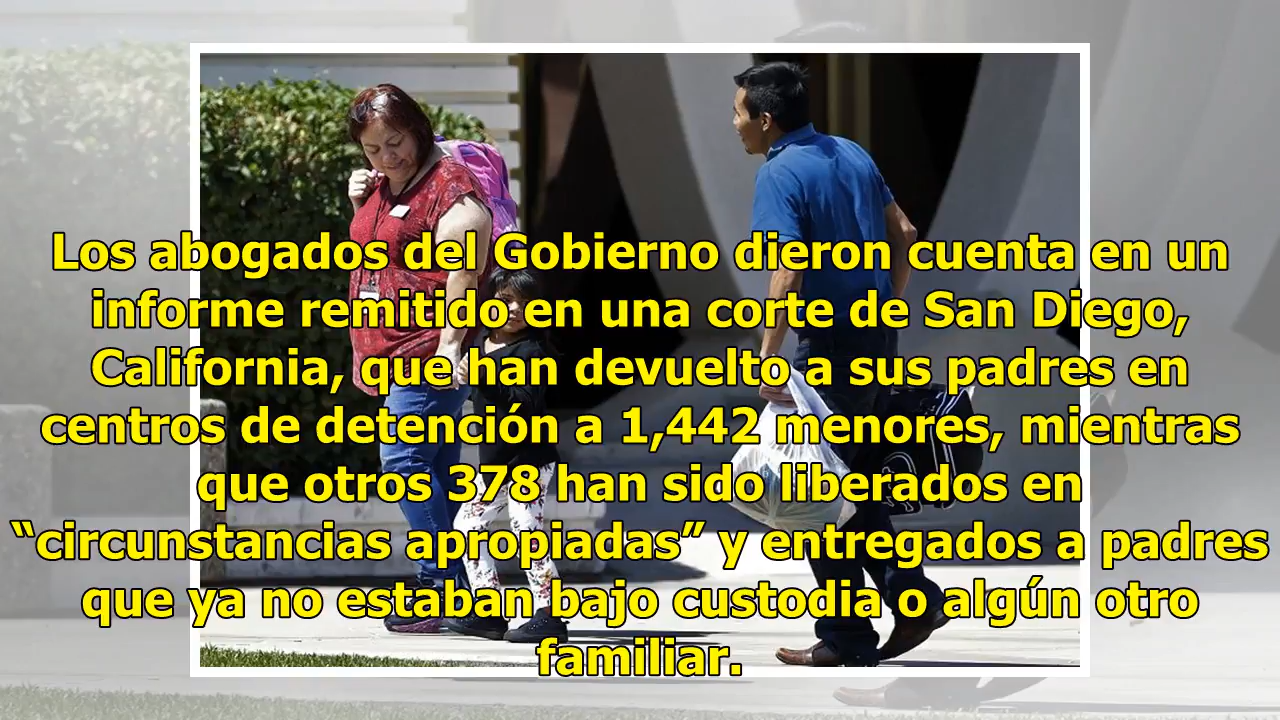 Los abogados del Gobierno dieron cuenta en un
informe remitido en una corte de San Diego,
California, que han devuelto a sus padres en
centros de detención a 1,442 menores, mientras
que otros 378 han sido liberados en
“circunstancias apropiadas” y entregados a padres
que ya no estaban bajo custodia o algún otro
familiar.